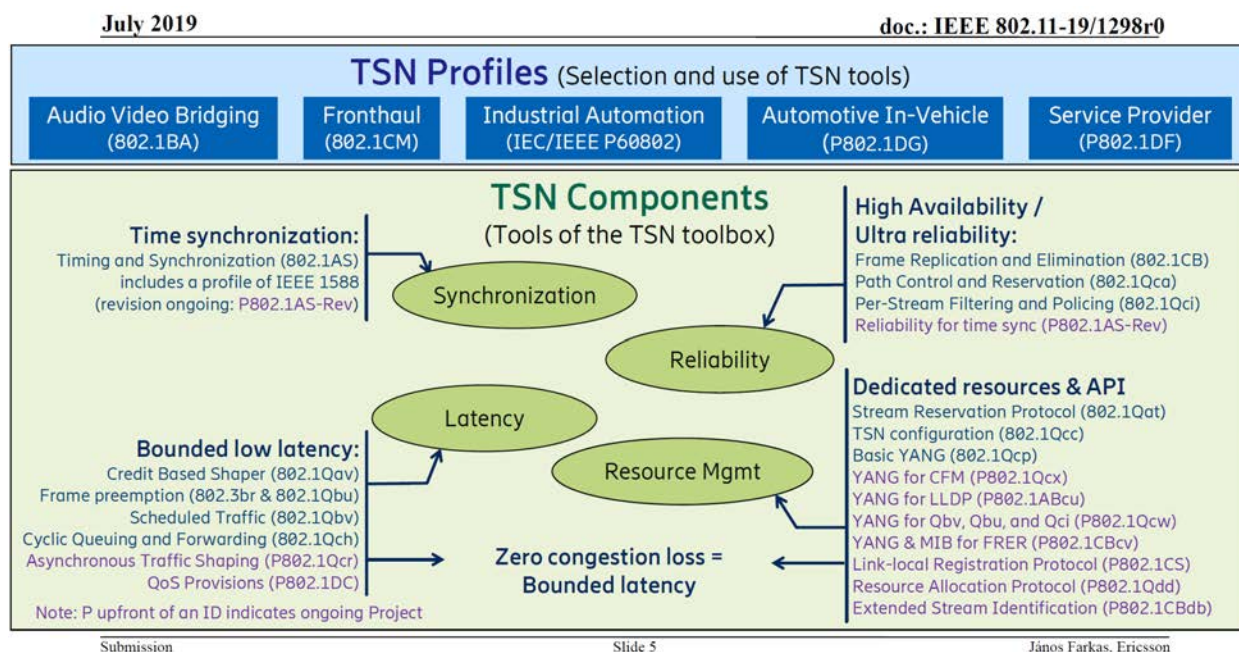 July 2019
doc.: IEEE 802.11-19/1298r0
TSN Profiles (Selection and use of TSN tools)
Audio Video Bridging
(802.1BA)
Fronthaul
(802.1CM)
Industrial Automation
(IEC/IEEE P60802)
Automotive In-Vehicle
(P802.1DG)
Service Provider
(P802.1DF)
TSN Components
(Tools of the TSN toolbox)
Time synchronization:
Timing and Synchronization (802.1AS)
includes a profile of IEEE 1588
(revision ongoing: P802.1AS-Rev)
Synchronization
High Availability /
Ultra reliability:
Frame Replication and Elimination (802.1CB)
Path Control and Reservation (802.1Qca)
Per-Stream Filtering and Policing (802.1Qci)
Reliability for time sync (P802.1AS-Rev)
Reliability
Latency
Bounded low latency:
Credit Based Shaper (802.1Qav)
Frame preemption (802.3br & 802.1Qbu)
Scheduled Traffic (802.1Qbv)
Cyclic Queuing and Forwarding (802.1Qch)
Asynchronous Traffic Shaping (P802.1Qcr)
QoS Provisions (P802.1DC)
Note: P upfront of an ID indicates ongoing Project
Resource Mgmt
Zero congestion loss =
Bounded latency
Dedicated resources & API
Stream Reservation Protocol (802.1Qat)
TSN configuration (802.1Qcc)
Basic YANG (802.1Qcp)
YANG for CFM (P802.1Qcx)
YANG for LLDP (P802.1ABcu)
YANG for Qbv, Qbu, and Qci (P802.1Qcw)
YANG & MIB for FRER (P802.1CBcv)
Link-local Registration Protocol (P802.1CS)
Resource Allocation Protocol (P802.1Qdd)
Extended Stream Identification (P802.1CBdb)
Submission
Slide 5
János Farkas, Ericsson